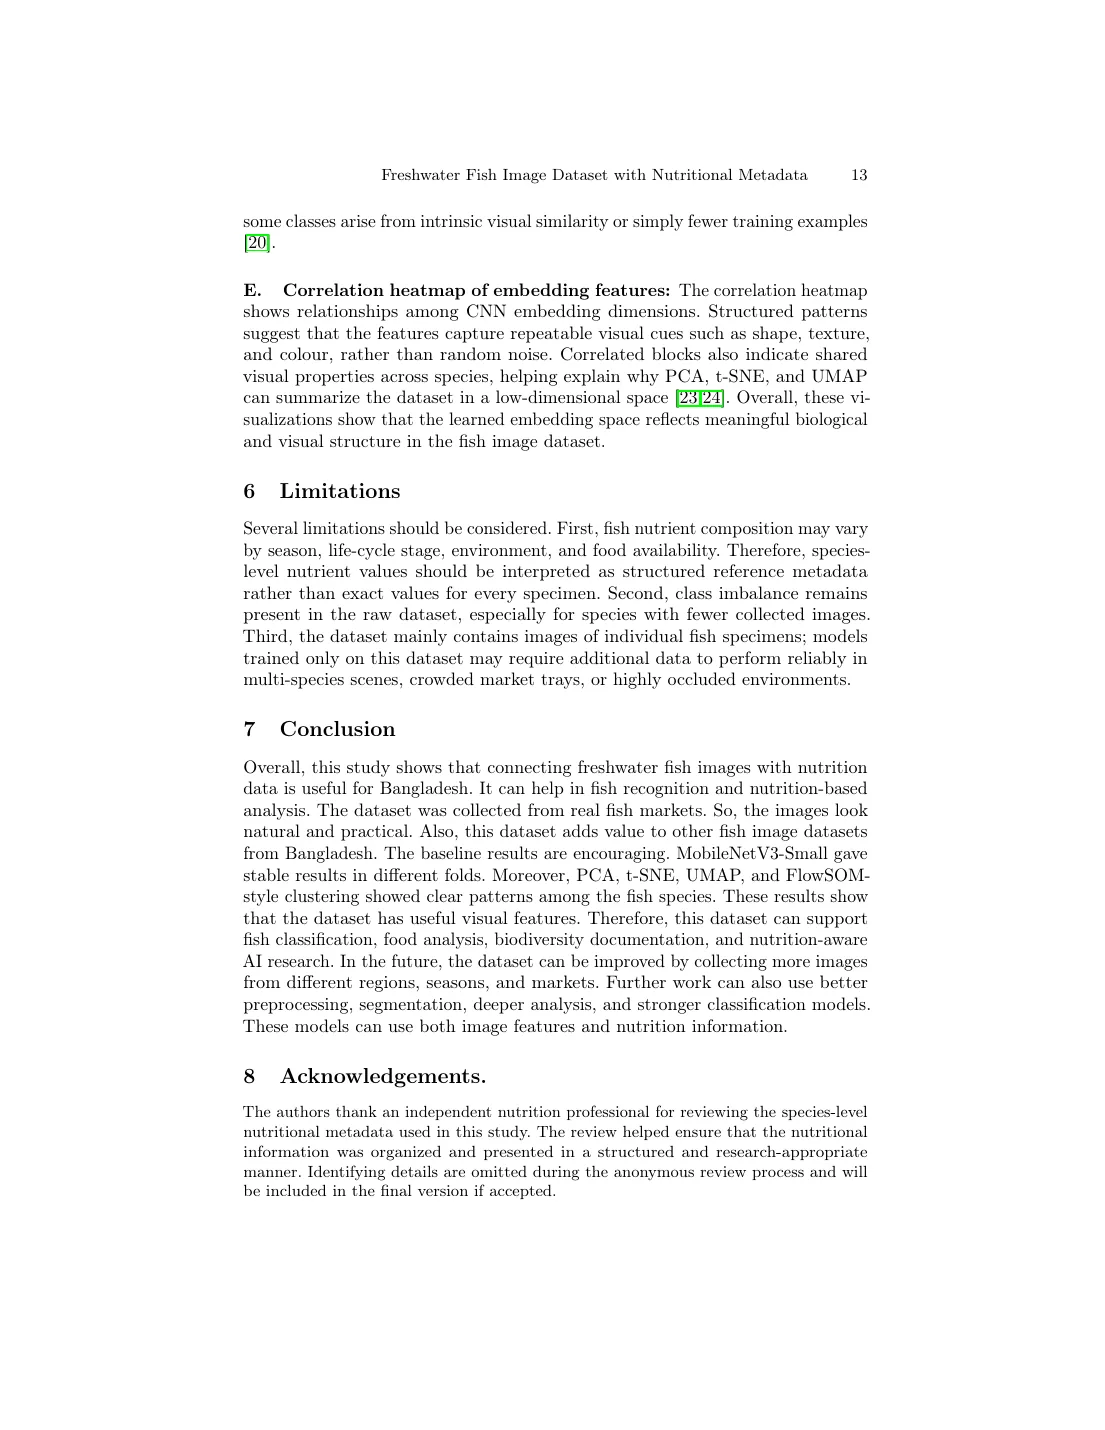 Freshwater Fish Image Dataset with Nutritional Metadata 13
some classes arise from intrinsic visual similarity or simply fewer training examples
[20].
E. Correlation heatmap of embedding features: The correlation heatmap
shows relationships among CNN embedding dimensions. Structured patterns
suggest that the features capture repeatable visual cues such as shape, texture,
and colour, rather than random noise. Correlated blocks also indicate shared
visual properties across species, helping explain why PCA, t-SNE, and UMAP
can summarize the dataset in a low-dimensional space [23,24]. Overall, these vi-
sualizations show that the learned embedding space reflects meaningful biological
and visual structure in the fish image dataset.
6 Limitations
Several limitations should be considered. First, fish nutrient composition may vary
by season, life-cycle stage, environment, and food availability. Therefore, species-
level nutrient values should be interpreted as structured reference metadata
rather than exact values for every specimen. Second, class imbalance remains
present in the raw dataset, especially for species with fewer collected images.
Third, the dataset mainly contains images of individual fish specimens; models
trained only on this dataset may require additional data to perform reliably in
multi-species scenes, crowded market trays, or highly occluded environments.
7 Conclusion
Overall, this study shows that connecting freshwater fish images with nutrition
data is useful for Bangladesh. It can help in fish recognition and nutrition-based
analysis. The dataset was collected from real fish markets. So, the images look
natural and practical. Also, this dataset adds value to other fish image datasets
from Bangladesh. The baseline results are encouraging. MobileNetV3-Small gave
stable results in different folds. Moreover, PCA, t-SNE, UMAP, and FlowSOM-
style clustering showed clear patterns among the fish species. These results show
that the dataset has useful visual features. Therefore, this dataset can support
fish classification, food analysis, biodiversity documentation, and nutrition-aware
AI research. In the future, the dataset can be improved by collecting more images
from different regions, seasons, and markets. Further work can also use better
preprocessing, segmentation, deeper analysis, and stronger classification models.
These models can use both image features and nutrition information.
8 Acknowledgements.
The authors thank an independent nutrition professional for reviewing the species-level
nutritional metadata used in this study. The review helped ensure that the nutritional
information was organized and presented in a structured and research-appropriate
manner. Identifying details are omitted during the anonymous review process and will
be included in the final version if accepted.